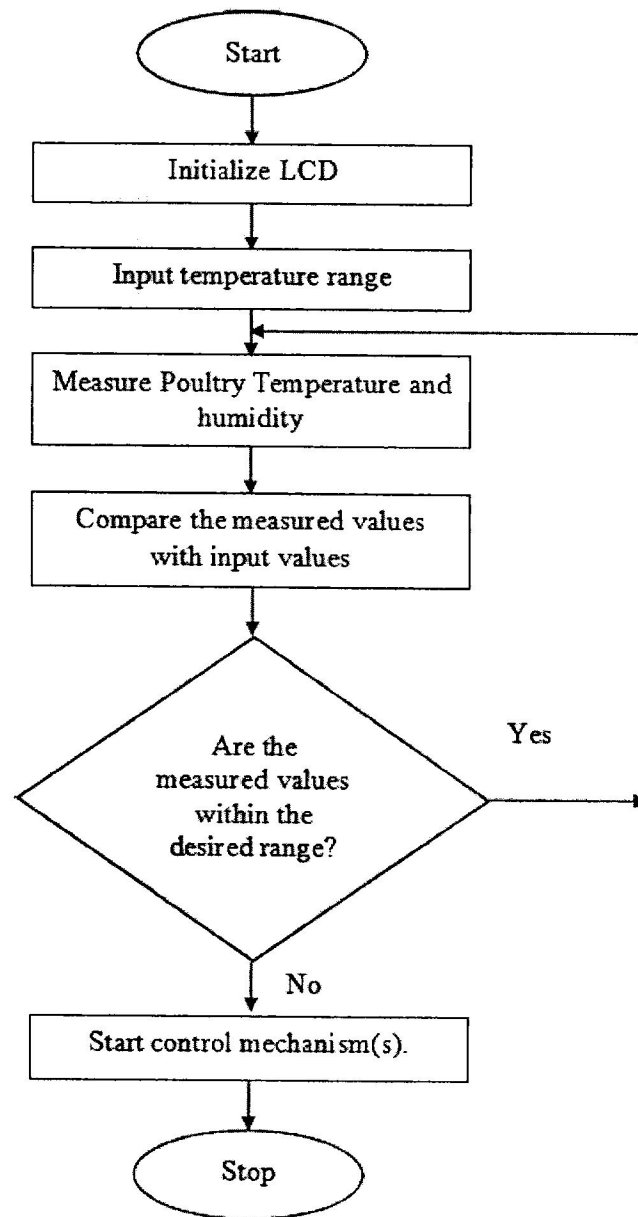 Start
Initialize LCD
Input temperature range
Measure Poultry Temperature and
humidity
Compare the measured values
with input values
Are the
measured values
within the
desired range?
Yes
No
Start control mechanism(s).
Stop